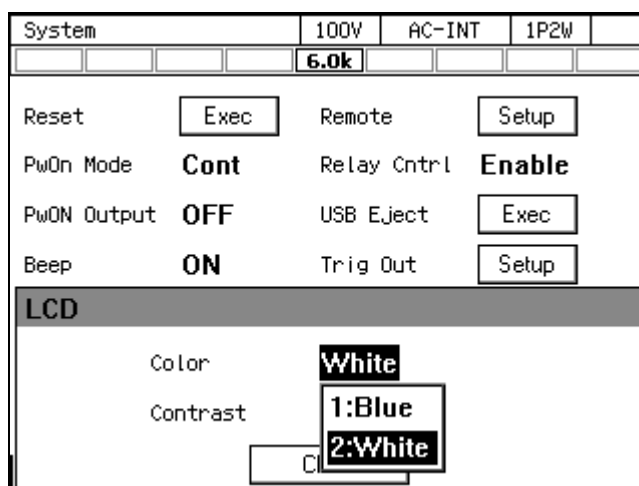 System 100V AC-INT 1P2W
6.0k
Reset Exec Remote Setup
PwOn Mode Cont Relay Cntrl Enable
PwON Output OFF USB Eject Exec
Beep ON Trig Out Setup
LCD
Color White
1:Blue
Contrast
2:White